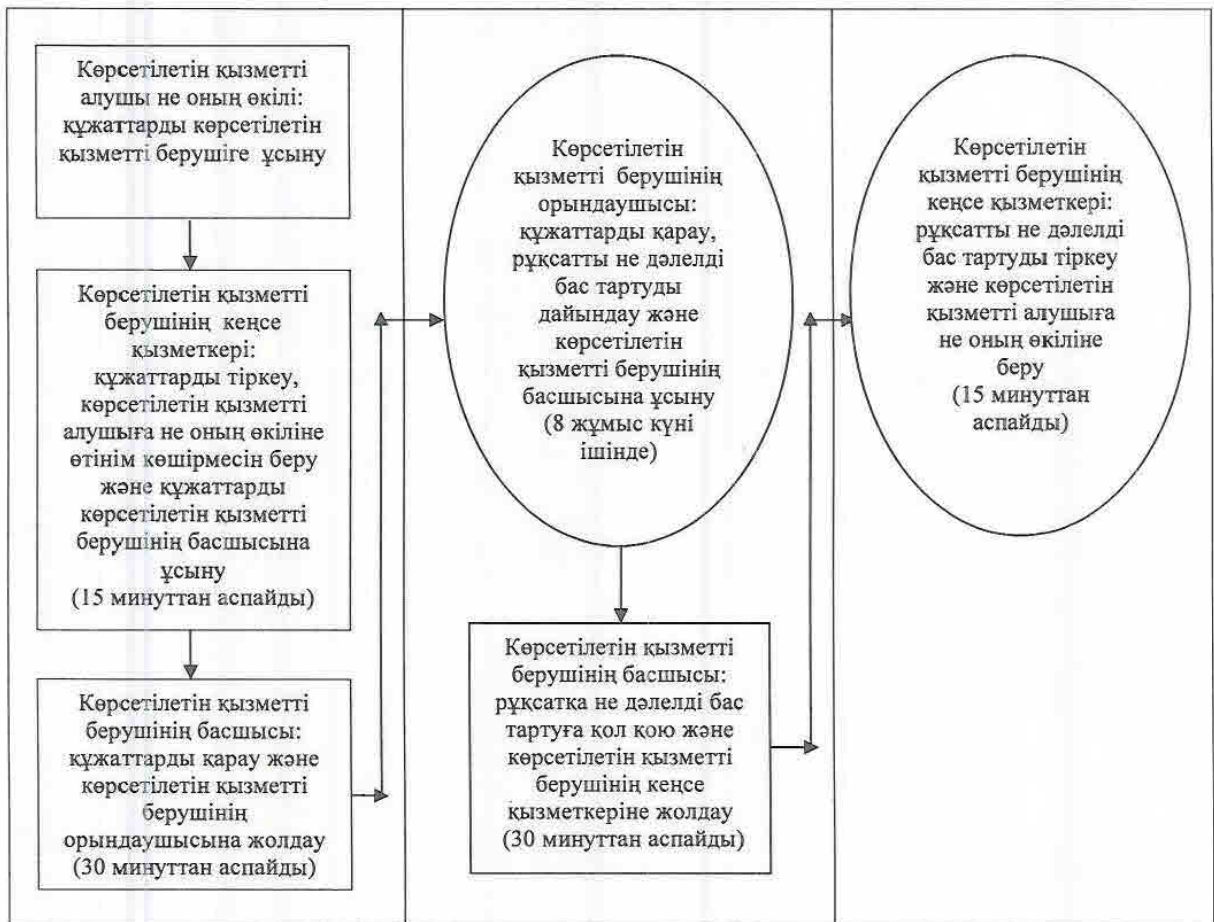 Көрсетілетін қызметті
алушы не оның өкілі:
құжаттарды көрсетілетін
қызметті берушіге ұсыну
Көрсетілетін қызметті
берушінің кеңсе
қызметкері:
құжаттарды тіркеу,
көрсетілетін қызметті
алушыға не оның өкіліне
өтінім көшірмесін беру
және құжаттарды
көрсетілетін қызметті
берушінің басшысына
ұсыну
(15 минуттан аспайды)
Көрсетілетін қызметті
берушінің басшысы:
құжаттарды қарау және
көрсетілетін қызметті
берушінің
орындаушысына жолдау
(30 минуттан аспайды)
Көрсетілетін
қызметті берушінің
орындаушысы:
құжаттарды қарау,
рұқсатты не дәлелді
бас тартуды
дайындау және
көрсетілетін
қызметті берушінің
басшысына ұсыну
(8 жұмыс күні
ішінде)
Көрсетілетін қызметті
берушінің басшысы:
рұқсатқа не дәлелді бас
тартуға қол қою және
көрсетілетін қызметті
берушінің кеңсе
қызметкеріне жолдау
(30 минуттан аспайды)
Көрсетілетін
қызметті берушінің
кеңсе қызметкері:
рұқсатты не дәлелді
бас тартуды тіркеу
және көрсетілетін
қызметті алушыға
не оның өкіліне
беру
(15 минуттан
аспайды)